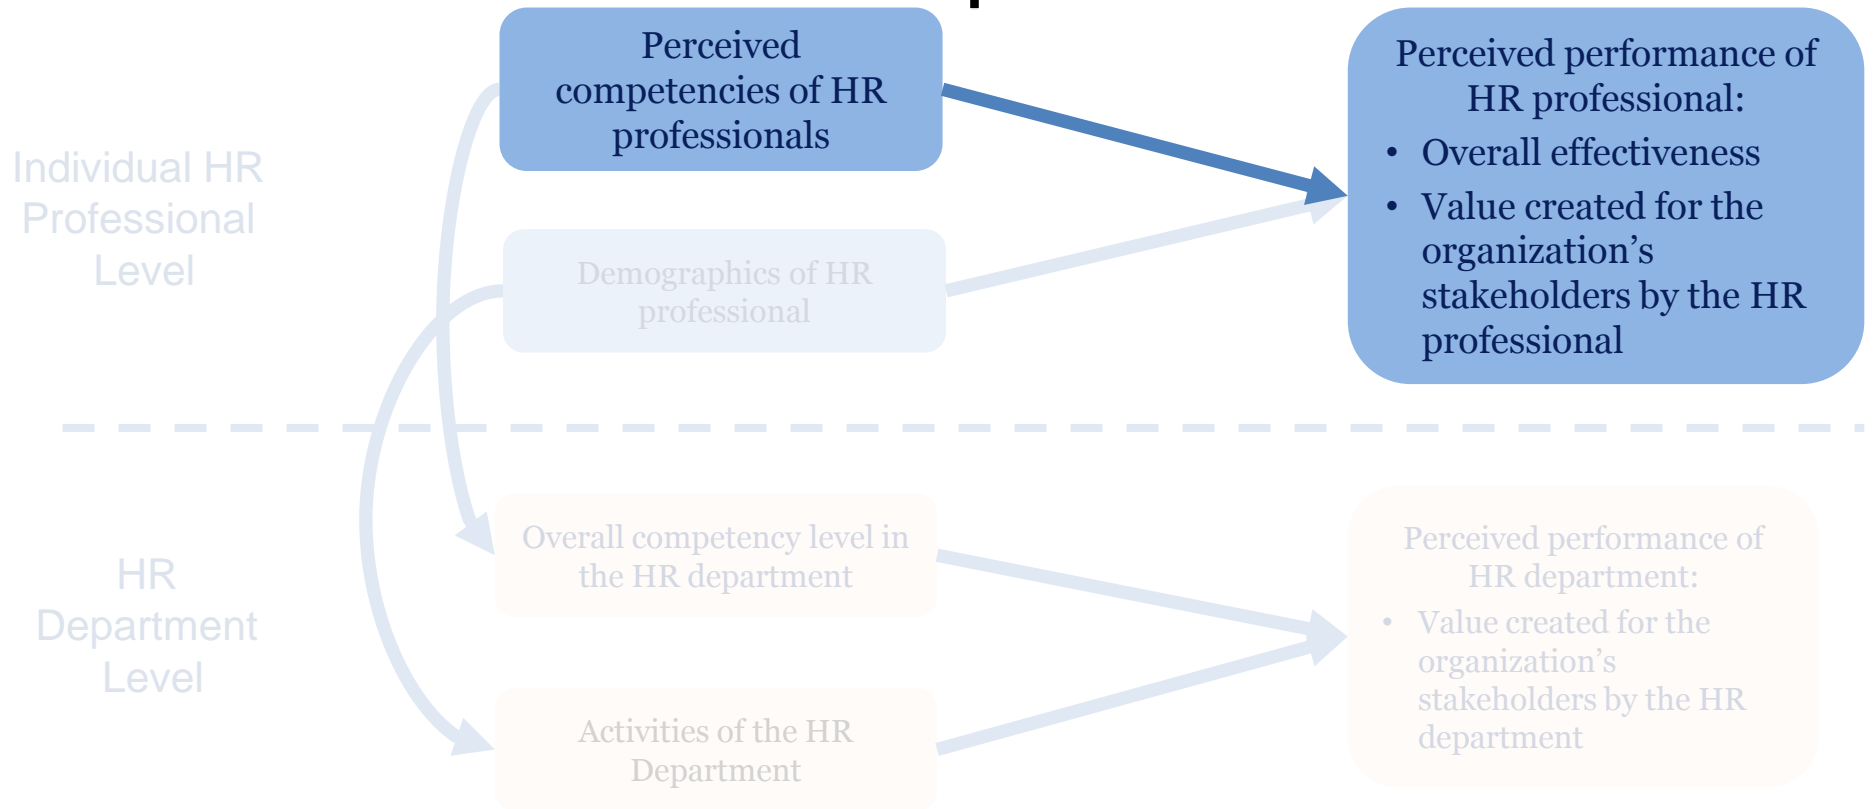 Perceived
competencies of HR
professionals
Perceived performance of
HR professional:
• Overall effectiveness
• Value created for the
organization’s
stakeholders by the HR
professional
Individual HR
Professional
Level
Demographics of HR
professional
HR
Department
Level
Overall competency level in
the HR department
Perceived performance of
HR department:
• Value created for the
organization’s
stakeholders by the HR
department
Activities of the HR
Department